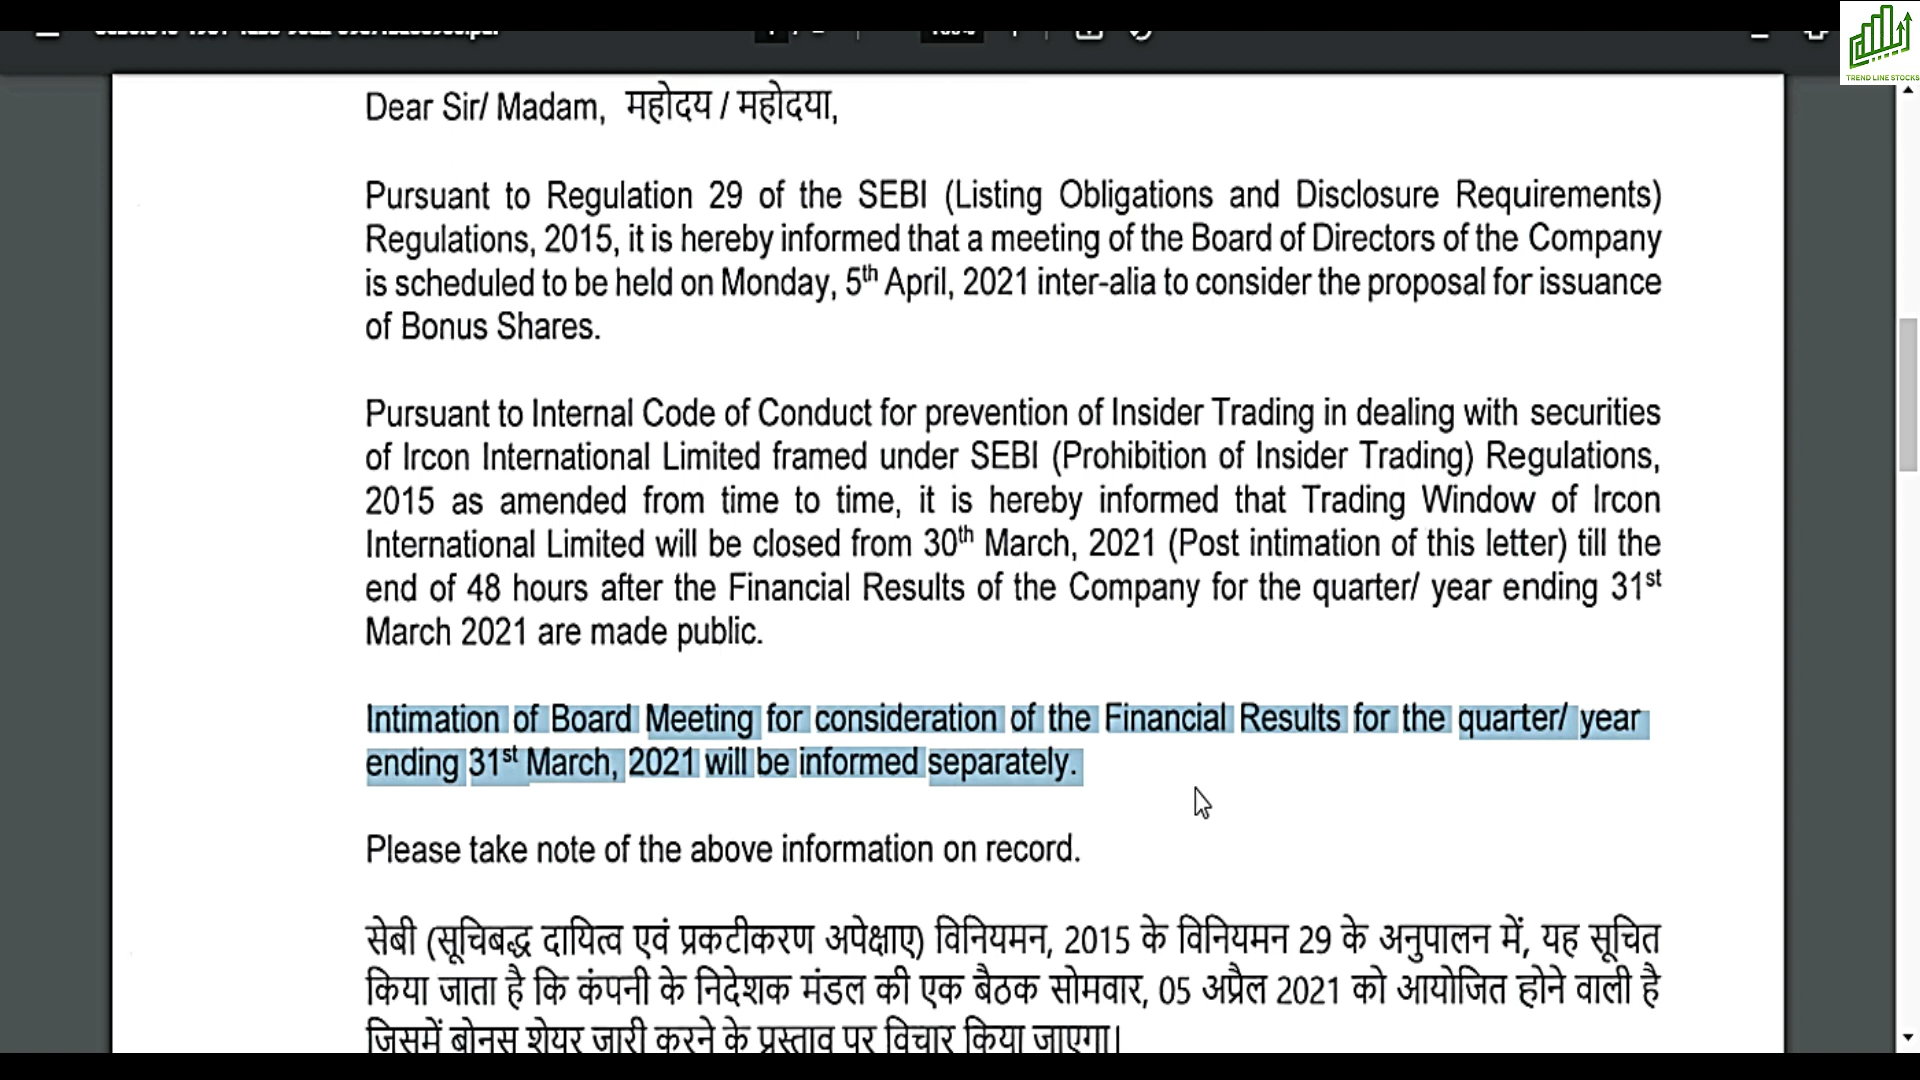 TREND LINE STOCKS
Dear Sir/ Madam, महोदय / महोदया,
Pursuant to Regulation 29 of the SEBI (Listing Obligations and Disclosure Requirements)
Regulations, 2015, it is hereby informed that a meeting of the Board of Directors of the Company
is scheduled to be held on Monday, 5th April, 2021 inter-alia to consider the proposal for issuance
of Bonus Shares.
Pursuant to Internal Code of Conduct for prevention of Insider Trading in dealing with securities
of Ircon International Limited framed under SEBI (Prohibition of Insider Trading) Regulations,
2015 as amended from time to time, it is hereby informed that Trading Window of Ircon
International Limited will be closed from 30th March, 2021 (Post intimation of this letter) till the
end of 48 hours after the Financial Results of the Company for the quarter/ year ending 31st
March 2021 are made public.
Intimation of Board Meeting for consideration of the Financial Results for the quarter/ year
ending 31st March, 2021 will be informed separately.
Please take note of the above information on record.
सेबी (सूचिबद्ध दायित्व एवं प्रकटीकरण अपेक्षाए) विनियमन, 2015 के विनियमन 29 के अनुपालन में, यह सूचित
किया जाता है कि कंपनी के निदेशक मंडल की एक बैठक सोमवार, 05 अप्रैल 2021 को आयोजित होने वाली है
जिसमें बोनस शेयर जारी करने के प्रस्ताव पर विचार किया जाएगा।